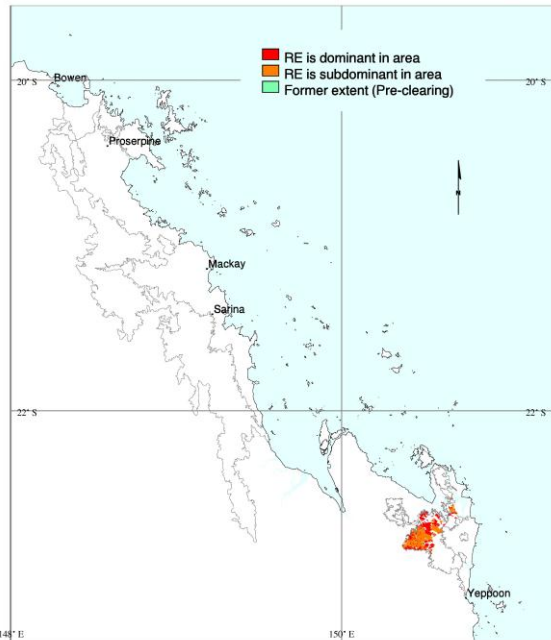 RE is dominant in area
RE is subdominant in area
Former extent (Pre-clearing)
20° S
20° S
Bowen
Proserpine
N
Mackay
Sarina
22° S
22° S
Yeppoon
148° E
150° E